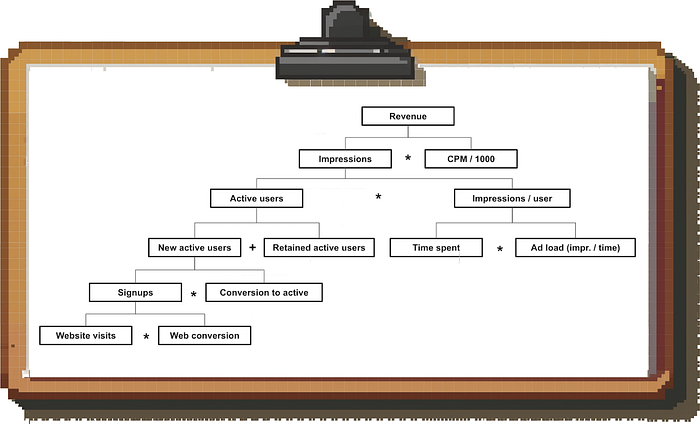 Revenue
Impressions * CPM / 1000
Active users * Impressions / user
New active users + Retained active users Time spent * Ad load (impr. / time)
Signups * Conversion to active
Website visits * Web conversion